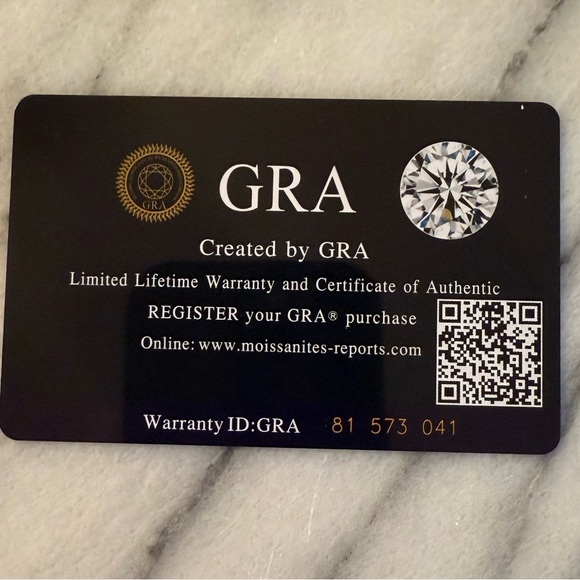 GRA
GRA
Created by GRA
Limited Lifetime Warranty and Certificate of Authentic
REGISTER your GRA® purchase
Online: www.moissanites-reports.com
Warranty ID:GRA 81 573 041